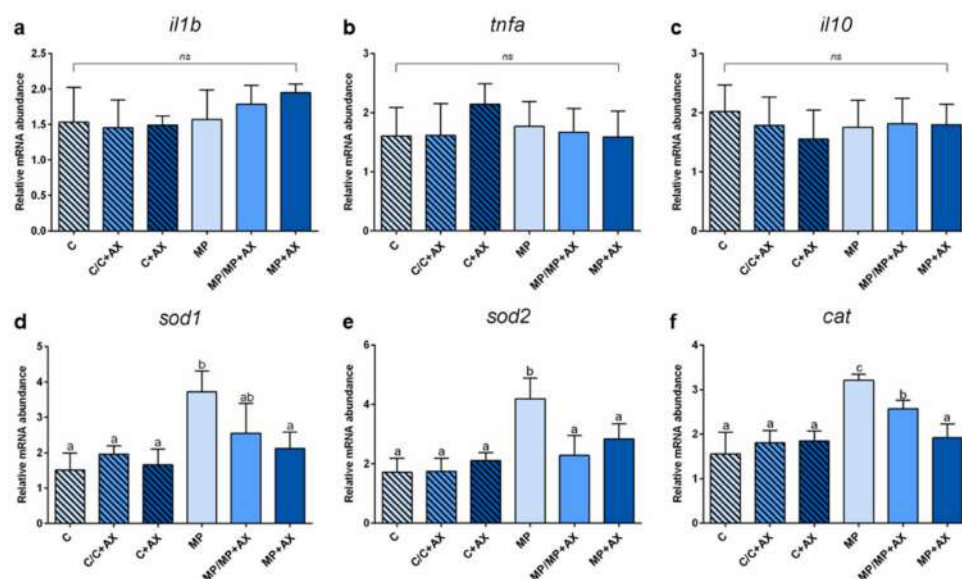 a
il1b
ns
Relative mRNA abundance
2.5
2.0
1.5
1.0
0.5
0.0
C
C/C+AX
C+AX
MP
MP/MP+AX
MP+AX
b
tnfa
ns
Relative mRNA abundance
3
2
1
0
C
C/C+AX
C+AX
MP
MP/MP+AX
MP+AX
c
il10
ns
Relative mRNA abundance
3
2
1
0
C
C/C+AX
C+AX
MP
MP/MP+AX
MP+AX
d
sod1
Relative mRNA abundance
5
4
3
2
1
0
a
a
a
b
ab
a
C
C/C+AX
C+AX
MP
MP/MP+AX
MP+AX
e
sod2
Relative mRNA abundance
6
4
2
0
a
a
a
b
a
a
C
C/C+AX
C+AX
MP
MP/MP+AX
MP+AX
f
cat
Relative mRNA abundance
4
3
2
1
0
a
a
a
c
b
a
C
C/C+AX
C+AX
MP
MP/MP+AX
MP+AX